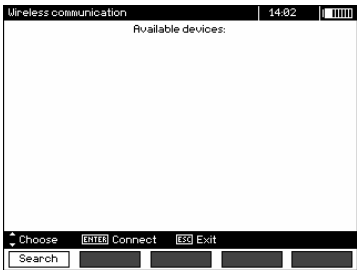 Wireless communication 14:02
Available devices:
Choose ENTER Connect ESC Exit
Search